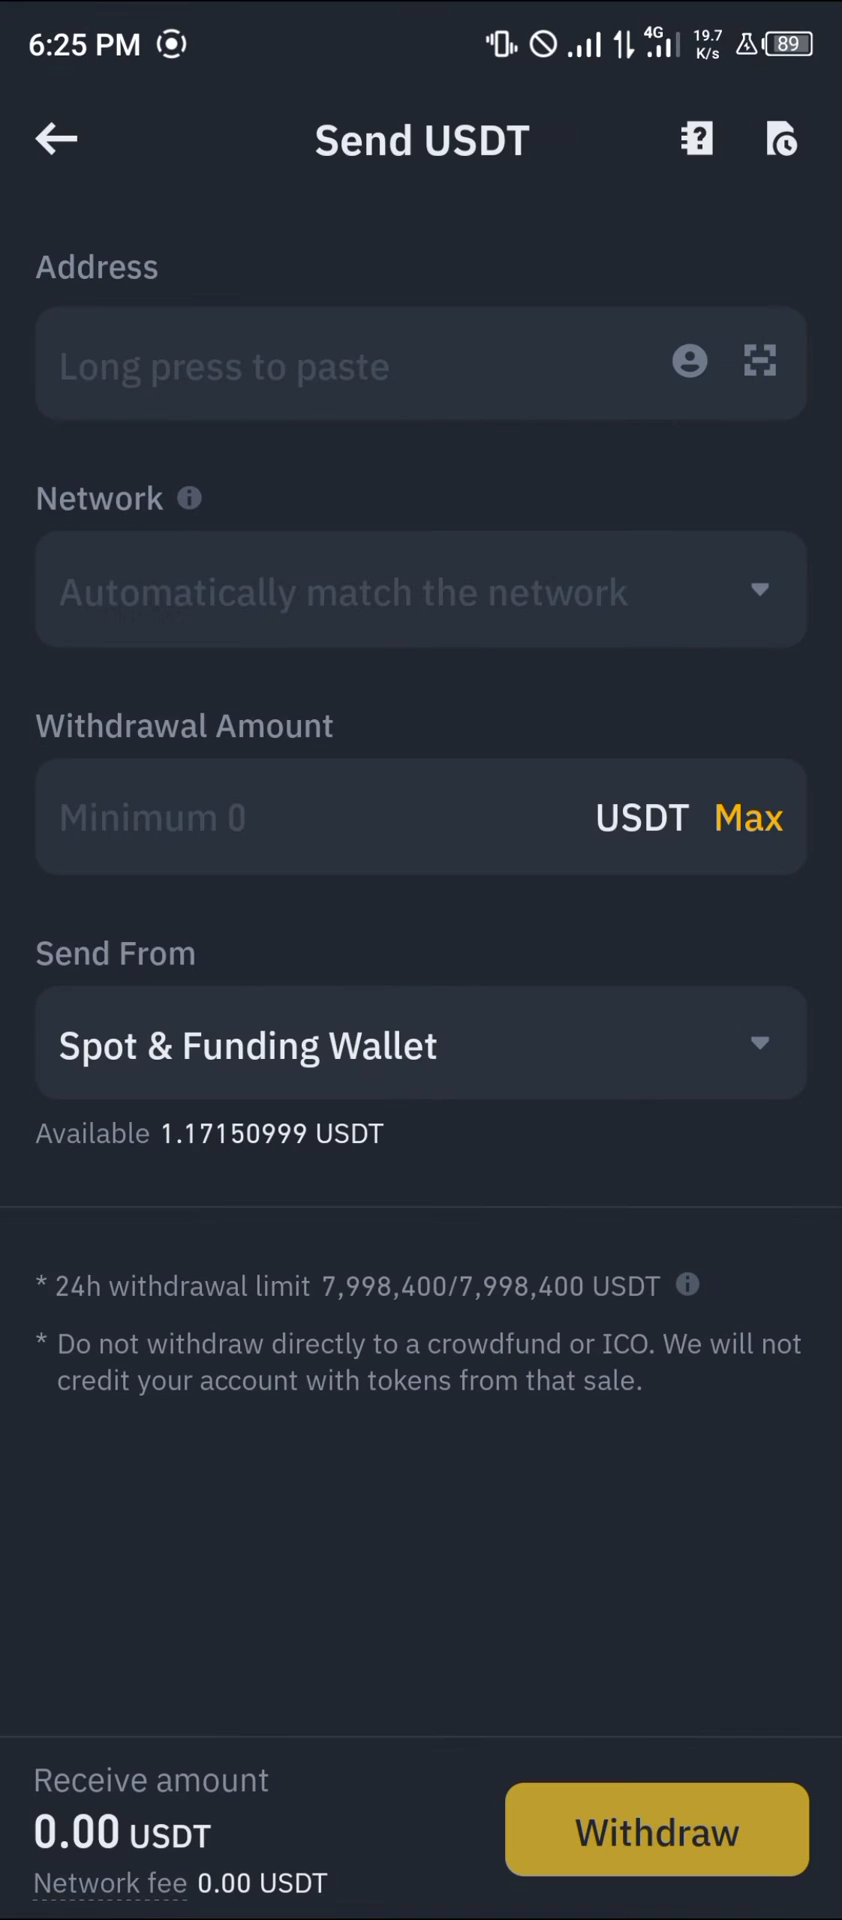 6:25 PM 4G 19.7 K/s 89
Send USDT
Address
Long press to paste
Network
Automatically match the network
Withdrawal Amount
Minimum 0 USDT Max
Send From
Spot & Funding Wallet
Available 1.17150999 USDT
* 24h withdrawal limit 7,998,400/7,998,400 USDT
* Do not withdraw directly to a crowdfund or ICO. We will not
credit your account with tokens from that sale.
Receive amount
0.00 USDT
Network fee 0.00 USDT
Withdraw